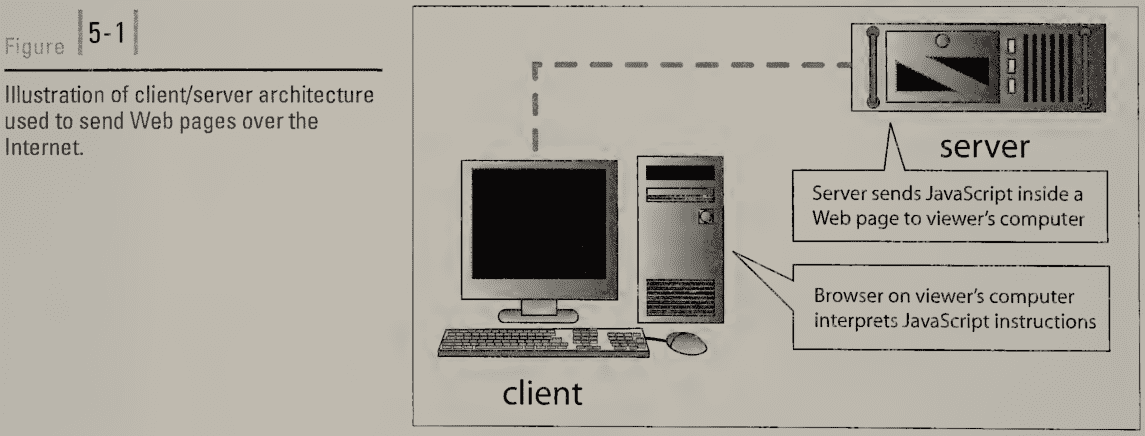 Figure 5-1
Illustration of client/server architecture
used to send Web pages over the
Internet.
server
Server sends JavaScript inside a
Web page to viewer's computer
Browser on viewer's computer
interprets JavaScript instructions
client